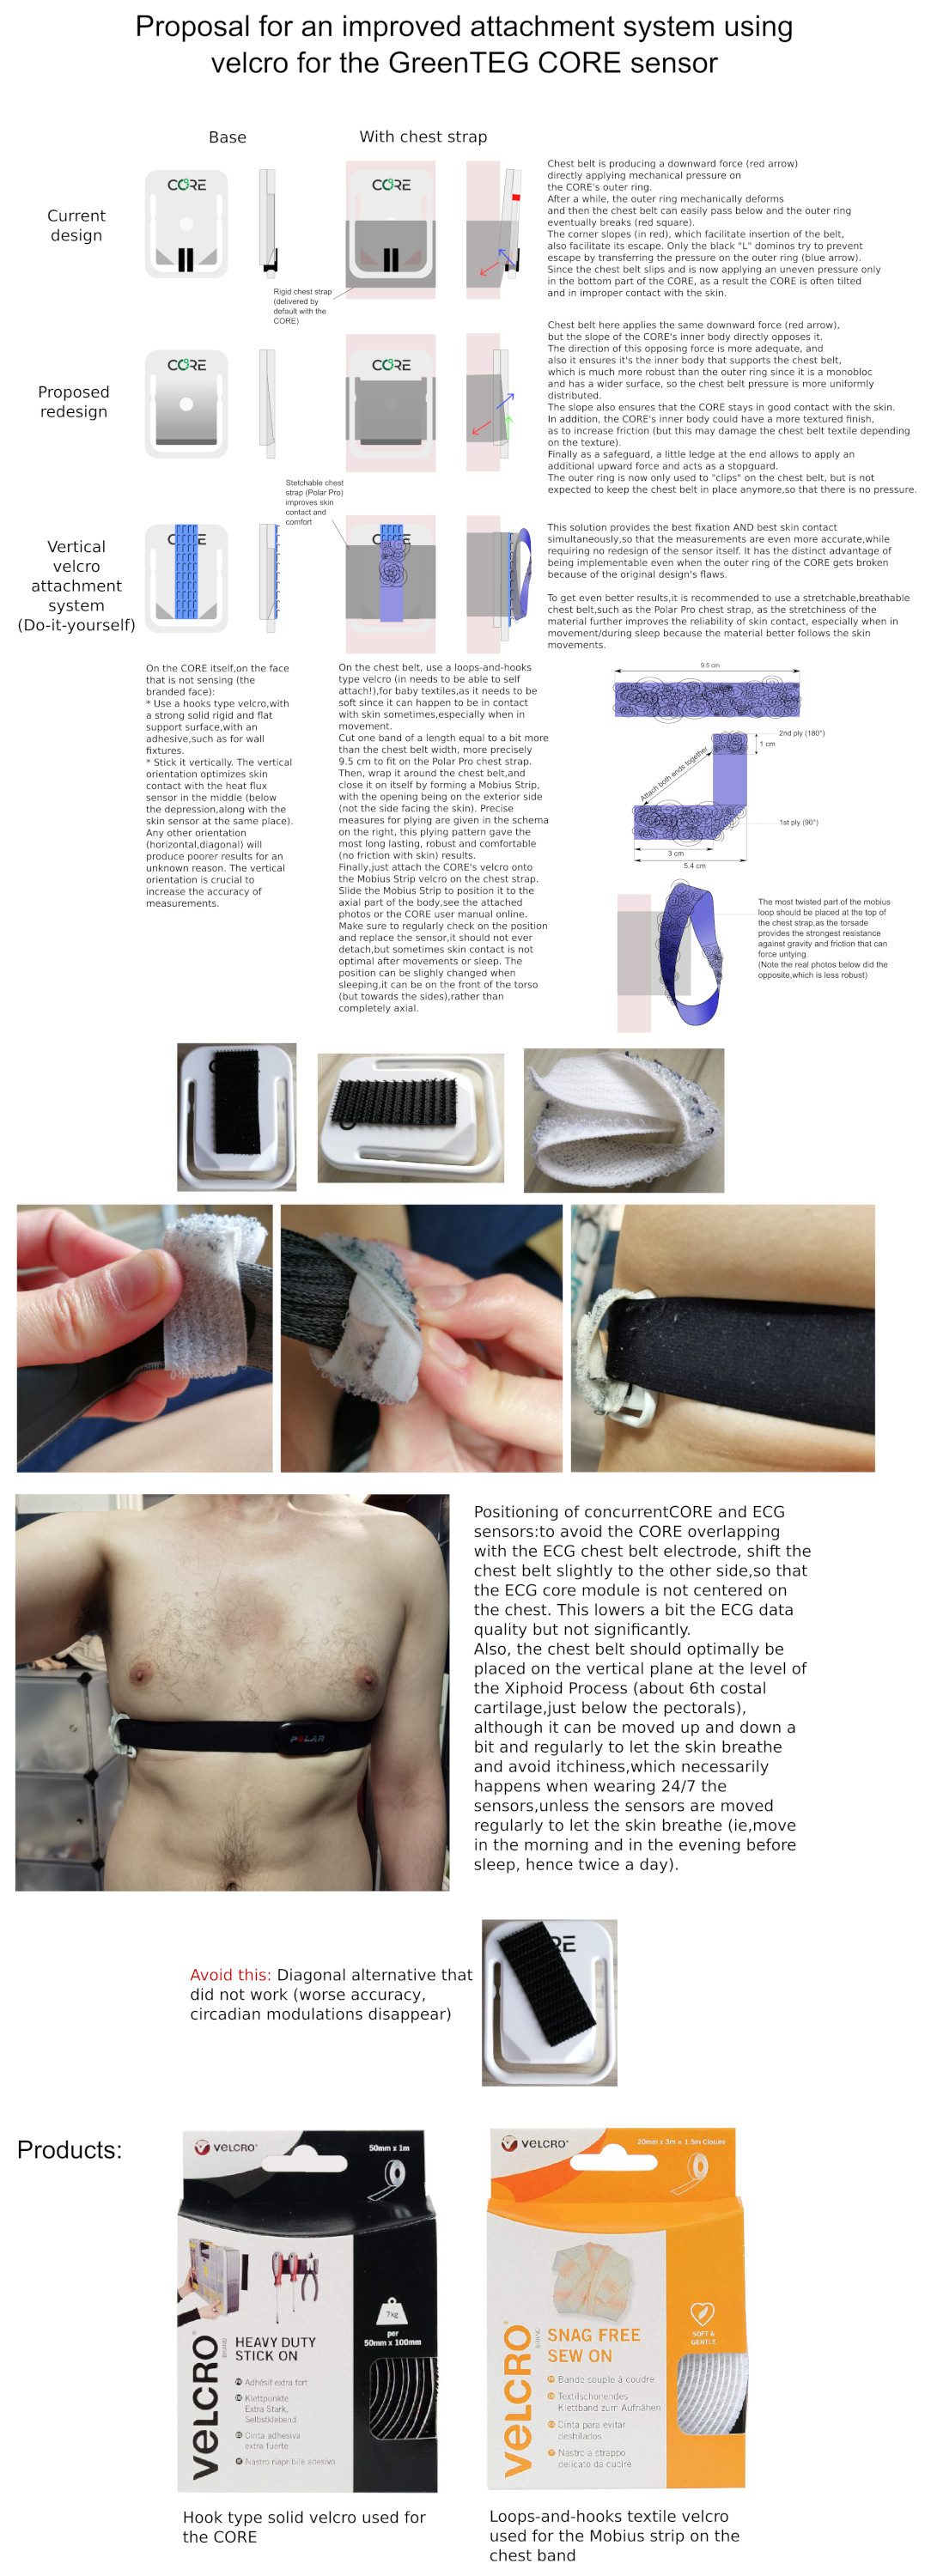 Proposal for an improved attachment system using
velcro for the GreenTEG CORE sensor
Base
With chest strap
Current
design
CORE
CORE
Rigid chest strap
(delivered by
default with the
CORE)
Chest belt is producing a downward force (red arrow)
directly applying mechanical pressure on
the CORE's outer ring.
After a while, the outer ring mechanically deforms
and then the chest belt can easily pass below and the outer ring
eventually breaks (red square).
The corner slopes (in red), which facilitate insertion of the belt,
also facilitate its escape. Only the black "L" dominos try to prevent
escape by transferring the pressure on the outer ring (blue arrow).
Since the chest belt slips and is now applying an uneven pressure only
in the bottom part of the CORE, as a result the CORE is often tilted
and in improper contact with the skin.
Proposed
redesign
CORE
CORE
Chest belt here applies the same downward force (red arrow),
but the slope of the CORE's inner body directly opposes it.
The direction of this opposing force is more adequate, and
also it ensures it's the inner body that supports the chest belt,
which is much more robust than the outer ring since it is a monobloc
and has a wider surface, so the chest belt pressure is more uniformly
distributed.
The slope also ensures that the CORE stays in good contact with the skin.
In addition, the CORE's inner body could have a more textured finish,
as to increase friction (but this may damage the chest belt textile depending
on the texture).
Finally as a safeguard, a little ledge at the end allows to apply an
additional upward force and acts as a stopguard.
The outer ring is now only used to "clips" on the chest belt, but is not
expected to keep the chest belt in place anymore,so that there is no pressure.
Stetchable chest
strap (Polar Pro)
improves skin
contact and
comfort
Vertical
velcro
attachment
system
(Do-it-yourself)
This solution provides the best fixation AND best skin contact
simultaneously,so that the measurements are even more accurate,while
requiring no redesign of the sensor itself. It has the distinct advantage of
being implementable even when the outer ring of the CORE gets broken
because of the original design's flaws.
To get even better results,it is recommended to use a stretchable,breathable
chest belt,such as the Polar Pro chest strap, as the stretchiness of the
material further improves the reliability of skin contact, especially when in
movement/during sleep because the material better follows the skin
movements.
On the CORE itself,on the face
that is not sensing (the
branded face):
* Use a hooks type velcro,with
a strong solid rigid and flat
support surface,with an
adhesive,such as for wall
fixtures.
* Stick it vertically. The vertical
orientation optimizes skin
contact with the heat flux
sensor in the middle (below
the depression,along with the
skin sensor at the same place).
Any other orientation
(horizontal,diagonal) will
produce poorer results for an
unknown reason. The vertical
orientation is crucial to
increase the accuracy of
measurements.
On the chest belt, use a loops-and-hooks
type velcro (in needs to be able to self
attach!),for baby textiles,as it needs to be
soft since it can happen to be in contact
with skin sometimes,especially when in
movement.
Cut one band of a length equal to a bit more
than the chest belt width, more precisely
9.5 cm to fit on the Polar Pro chest strap.
Then, wrap it around the chest belt,and
close it on itself by forming a Mobius Strip,
with the opening being on the exterior side
(not the side facing the skin). Precise
measures for plying are given in the schema
on the right, this plying pattern gave the
most long lasting, robust and comfortable
(no friction with skin) results.
Finally,just attach the CORE's velcro onto
the Mobius Strip velcro on the chest strap.
Slide the Mobius Strip to position it to the
axial part of the body,see the attached
photos or the CORE user manual online.
Make sure to regularly check on the position
and replace the sensor,it should not ever
detach,but sometimes skin contact is not
optimal after movements or sleep. The
position can be slighly changed when
sleeping,it can be on the front of the torso
(but towards the sides),rather than
completely axial.
9.5 cm
2nd ply (180°)
1 cm
Attach both ends together
1st ply (90°)
3 cm
5.4 cm
The most twisted part of the mobius
loop should be placed at the top of
the chest strap,as the torsade
provides the strongest resistance
against gravity and friction that can
force untying.
(Note the real photos below did the
opposite,which is less robust)
POLAR
Positioning of concurrentCORE and ECG
sensors:to avoid the CORE overlapping
with the ECG chest belt electrode, shift the
chest belt slightly to the other side,so that
the ECG core module is not centered on
the chest. This lowers a bit the ECG data
quality but not significantly.
Also, the chest belt should optimally be
placed on the vertical plane at the level of
the Xiphoid Process (about 6th costal
cartilage,just below the pectorals),
although it can be moved up and down a
bit and regularly to let the skin breathe
and avoid itchiness,which necessarily
happens when wearing 24/7 the
sensors,unless the sensors are moved
regularly to let the skin breathe (ie,move
in the morning and in the evening before
sleep, hence twice a day).
Avoid this: Diagonal alternative that
did not work (worse accuracy,
circadian modulations disappear)
RE
Products:
VELCRO
50mm x 1m
7kg
per
50mm x 100mm
VELCRO
BRAND
HEAVY DUTY
STICK ON
Adhésif extra fort
Klettpunkte
Extra Stark,
Selbstklebend
Cinta adhesiva
extra fuerte
Nastro riapribile adesivo
VELCRO
20mm x 3m = 1.5m Closure
SOFT &
GENTLE
VELCRO
BRAND
SNAG FREE
SEW ON
Bande souple à coudre
Textilschonendes
Klettband zum Aufnähen
Cinta para evitar
deshilados
Nastro a strappo
delicato da cucire
Hook type solid velcro used for
the CORE
Loops-and-hooks textile velcro
used for the Mobius strip on the
chest band